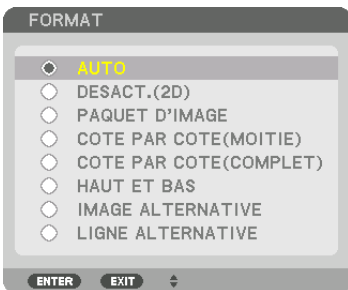 FORMAT
AUTO
DESACT.(2D)
PAQUET D'IMAGE
COTE PAR COTE(MOITIE)
COTE PAR COTE(COMPLET)
HAUT ET BAS
IMAGE ALTERNATIVE
LIGNE ALTERNATIVE
ENTER EXIT